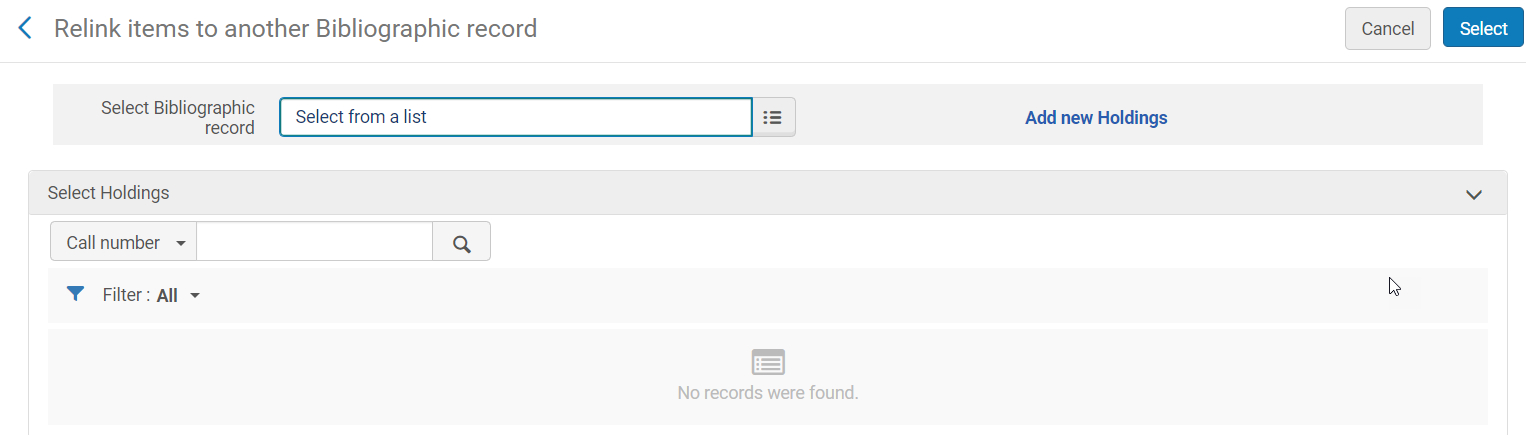 Relink items to another Bibliographic record
Cancel
Select
Select Bibliographic
record
Select from a list
Add new Holdings
Select Holdings
Call number
Filter : All
No records were found.